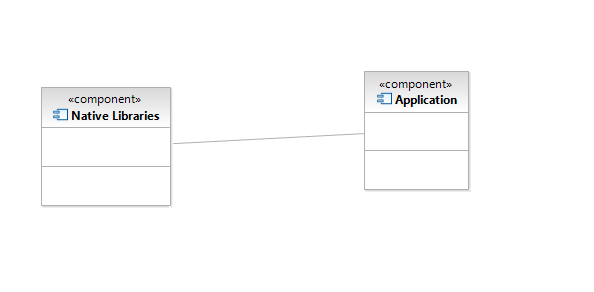 «component»
Native Libraries
«component»
Application